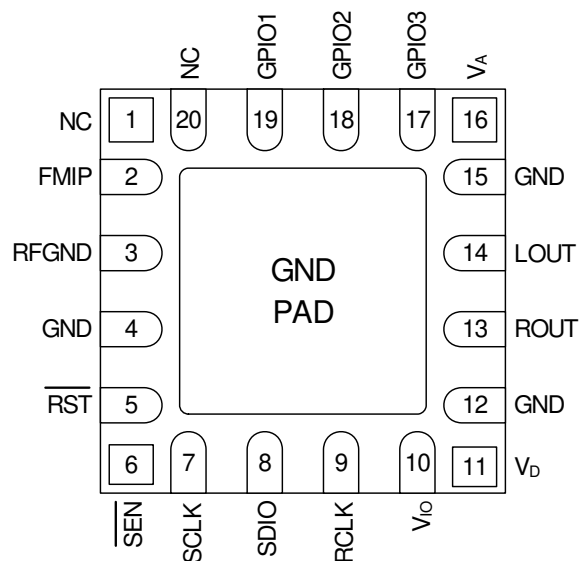 NC
GPIO1
GPIO2
GPIO3
VA
NC
1
20
19
18
17
16
FMIP
2
15
GND
RFGND
3
14
LOUT
GND
PAD
GND
4
13
ROUT
RST
5
12
GND
6
7
8
9
10
11
VD
SEN
SCLK
SDIO
RCLK
VIO